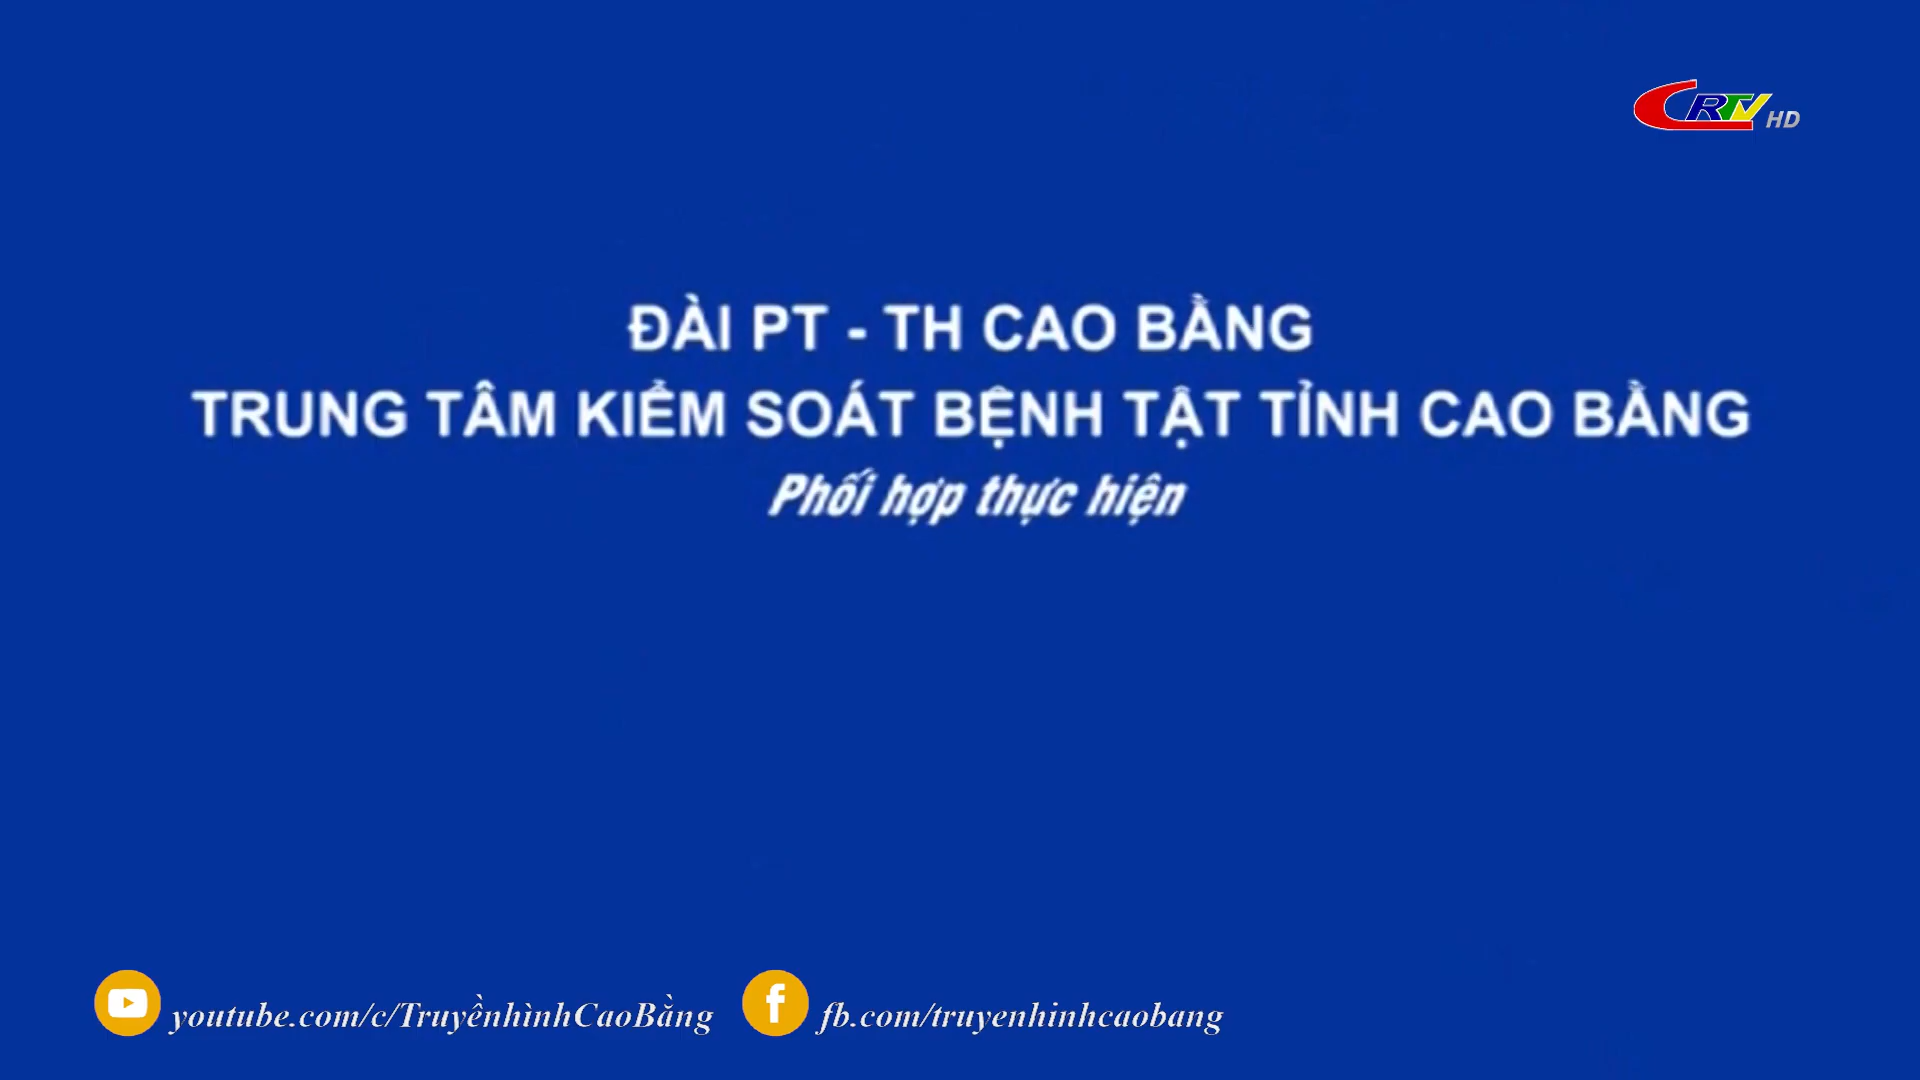 CRTV HD
ĐÀI PT - TH CAO BẰNG
TRUNG TÂM KIỂM SOÁT BỆNH TẬT TỈNH CAO BẰNG
Phối hợp thực hiện
youtube.com/c/TruyềnhìnhCaoBằng
fb.com/truyenhinhcaobang